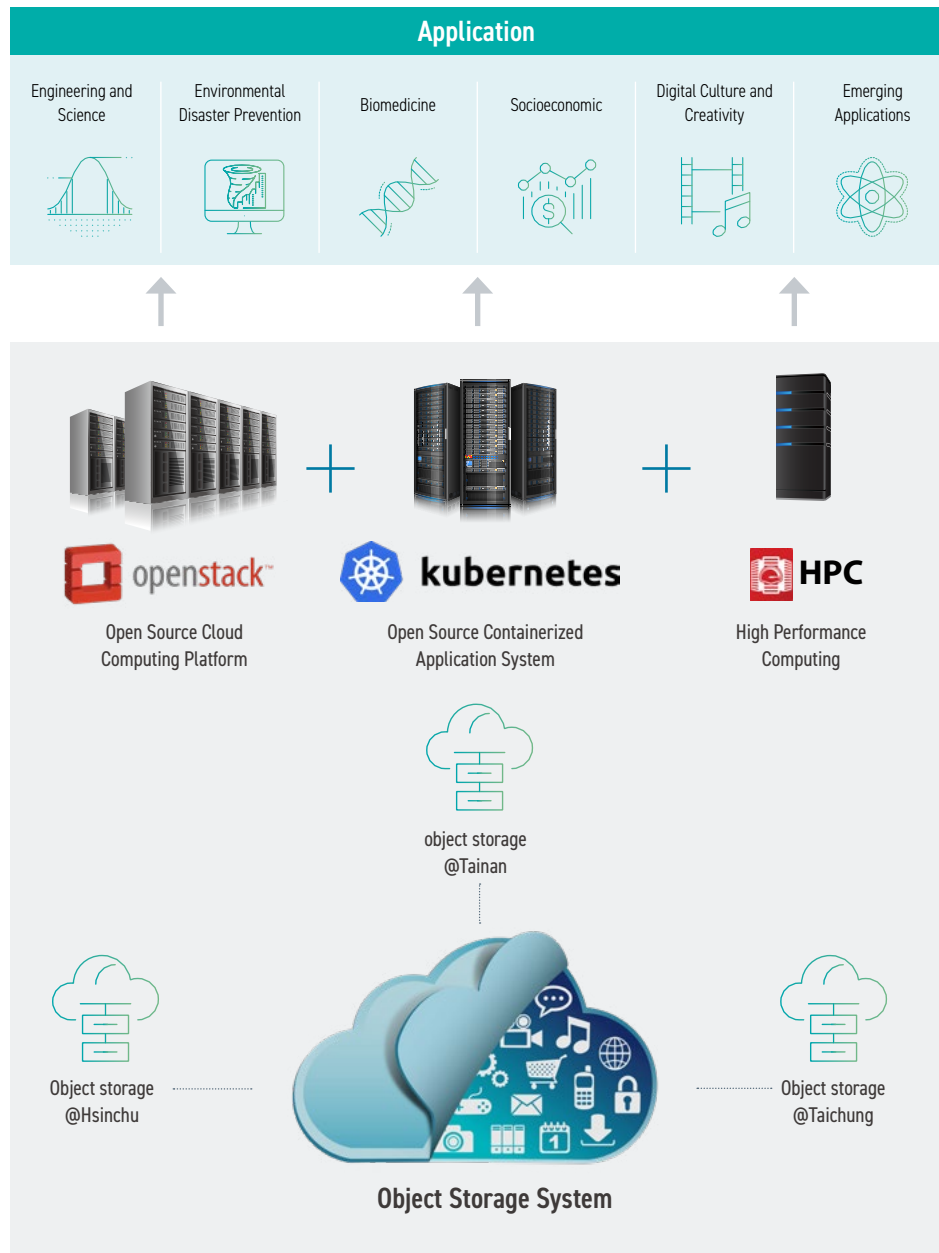 Application
Engineering and
Science
Environmental
Disaster Prevention
Biomedicine
Socioeconomic
Digital Culture and
Creativity
Emerging
Applications
$
openstack™
kubernetes
HPC
Open Source Cloud
Computing Platform
Open Source Containerized
Application System
High Performance
Computing
object storage
@Tainan
Object storage
@Hsinchu
Object storage
@Taichung
1
Object Storage System